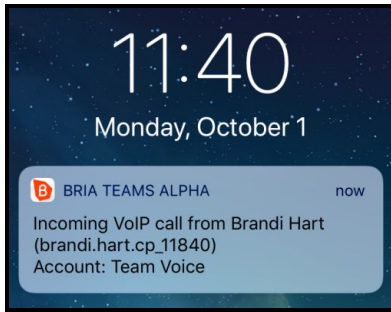 11:40
Monday, October 1
B BRIA TEAMS ALPHA now
Incoming VoIP call from Brandi Hart
(brandi.hart.cp_11840)
Account: Team Voice